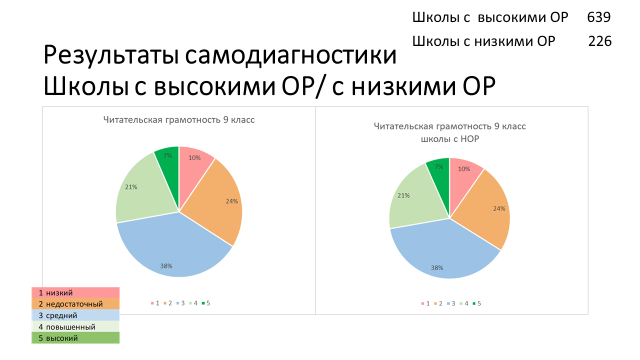 Школы с высокими ОР 639
Школы с низкими ОР 226
Результаты самодиагностики
Школы с высокими ОР/ с низкими ОР
Читательская грамотность 9 класс
7%
10%
21%
24%
38%
1 2 3 4 5
Читательская грамотность 9 класс
школы с НОР
7%
10%
21%
24%
38%
1 2 3 4 5
1 низкий
2 недостаточный
3 средний
4 повышенный
5 высокий